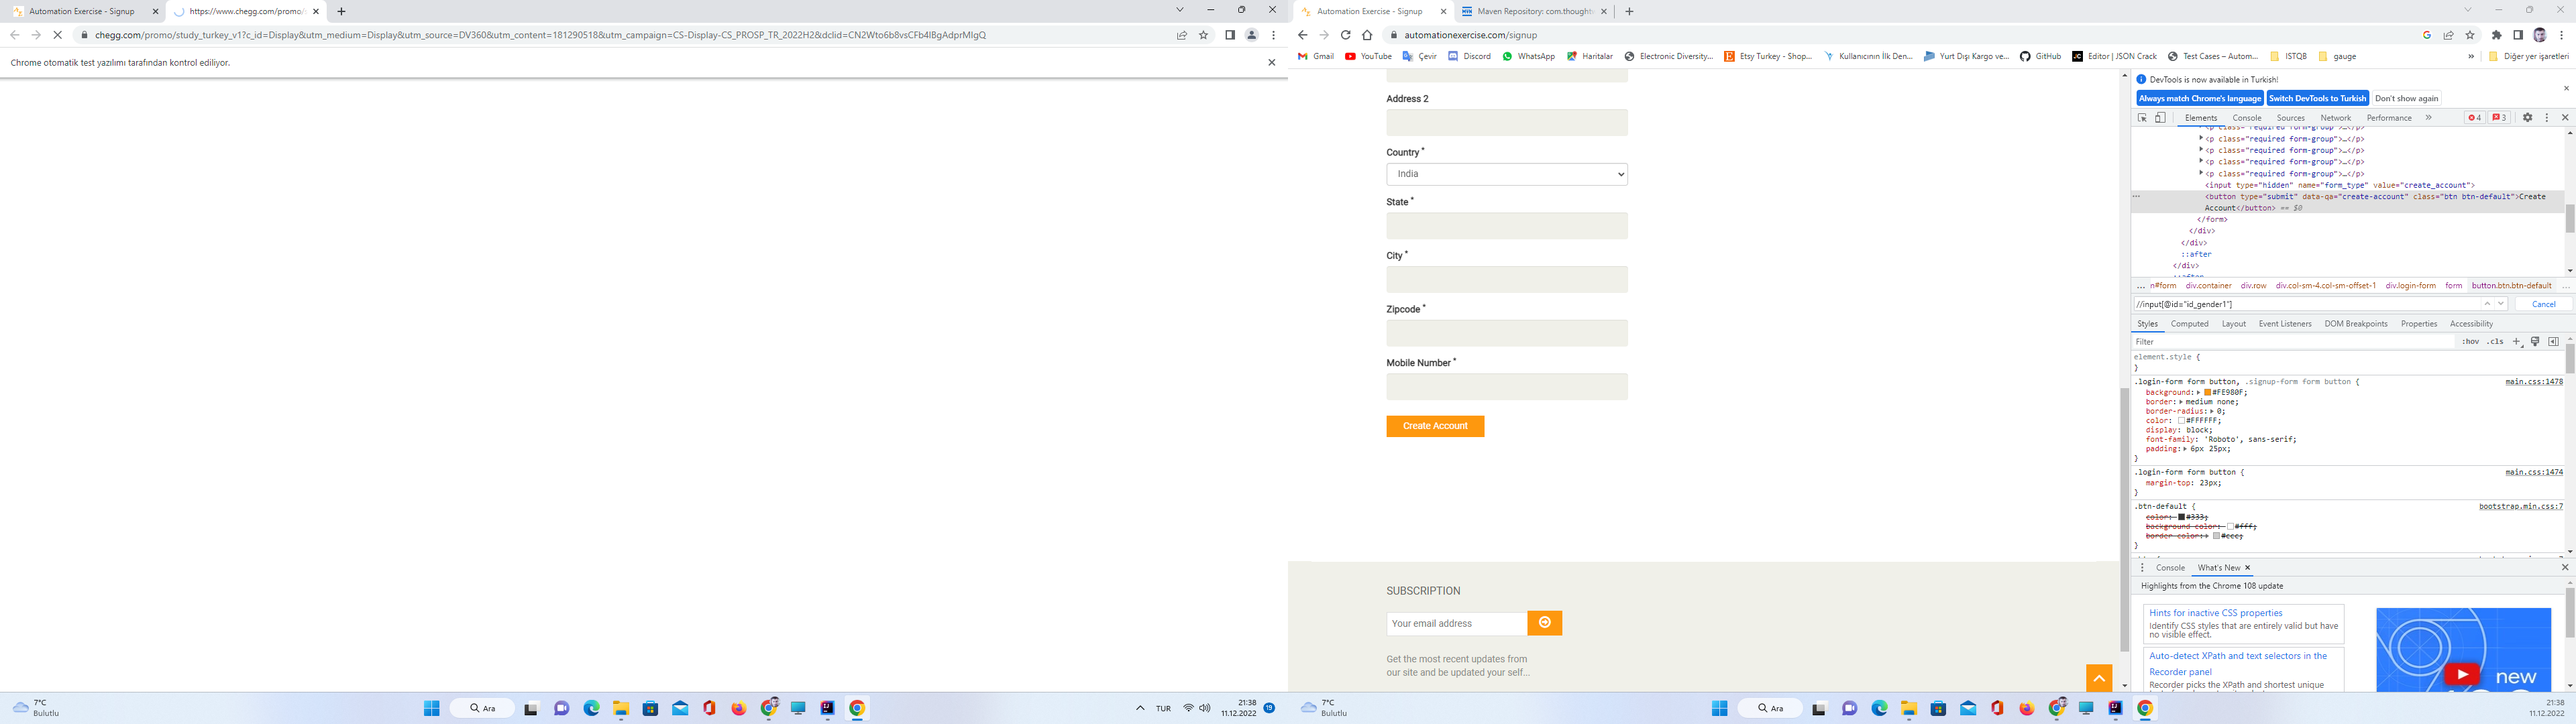 Automation Exercise - Signup
https://www.chegg.com/promo/
chegg.com/promo/study_turkey_v1?c_id=Display&utm_medium=Display&utm_source=DV360&utm_content=181290518&utm_campaign=CS-Display-CS_PROSP_TR_2022H2&dclid=CN2Wto6b8vsCFb4lBgAdprMIgQ
Chrome otomatik test yazılımı tarafından kontrol ediliyor.
7°C
Bulutlu
Ara
TUR
21:38
11.12.2022
19
Automation Exercise - Signup
Maven Repository: com.thought
automationexercise.com/signup
Gmail YouTube Çevir Discord WhatsApp Haritalar Electronic Diversity... Etsy Turkey - Shop... Kullanıcının İlk Den... Yurt Dışı Kargo ve... GitHub Editor | JSON Crack Test Cases – Autom... ISTQB gauge » Diğer yer işaretleri
Address 2
Country *
India
State *
City *
Zipcode *
Mobile Number *
Create Account
SUBSCRIPTION
Your email address
Get the most recent updates from
our site and be updated your self...
DevTools is now available in Turkish!
Always match Chrome's language Switch DevTools to Turkish Don't show again
Elements Console Sources Network Performance » 4 3
<p class="required form-group">…</p>
<p class="required form-group">…</p>
<p class="required form-group">…</p>
<p class="required form-group">…</p>
<p class="required form-group">…</p>
<input type="hidden" name="form_type" value="create_account">
<button type="submit" data-qa="create-account" class="btn btn-default">Create
Account</button> == $0
</form>
</div>
</div>
::after
</div>
::after
... n#form div.container div.row div.col-sm-4.col-sm-offset-1 div.login-form form button.btn.btn-default ...
//input[@id="id_gender1"]
Cancel
Styles Computed Layout Event Listeners DOM Breakpoints Properties Accessibility
Filter :hov .cls
element.style {
}
.login-form form button, .signup-form form button { main.css:1478
background: #FE980F;
border: medium none;
border-radius: 0;
color: #FFFFFF;
display: block;
font-family: 'Roboto', sans-serif;
padding: 6px 25px;
}
.login-form form button { main.css:1474
margin-top: 23px;
}
.btn-default { bootstrap.min.css:7
color: #333;
background-color: #fff;
border-color: #ccc;
}
Console What's New
Highlights from the Chrome 108 update
Hints for inactive CSS properties
Identify CSS styles that are entirely valid but have
no visible effect.
Auto-detect XPath and text selectors in the
Recorder panel
Recorder picks the XPath and shortest unique
new
7°C
Bulutlu
Ara
21:38
11.12.2022